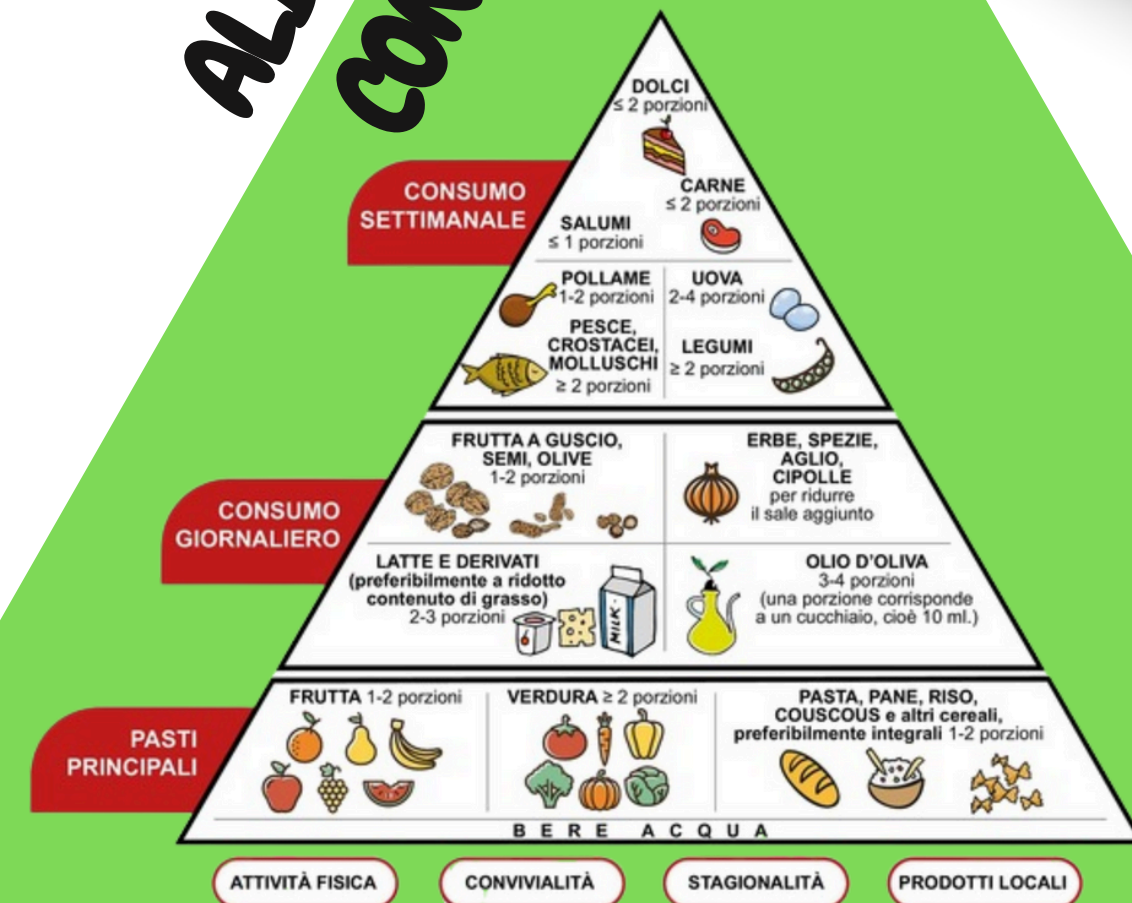 DOLCI
≤ 2 porzioni
CARNE
≤ 2 porzioni
SALUMI
≤ 1 porzioni
CONSUMO
SETTIMANALE
POLLAME
1-2 porzioni
UOVA
2-4 porzioni
PESCE,
CROSTACEI,
MOLLUSCHI
≥ 2 porzioni
LEGUMI
≥ 2 porzioni
CONSUMO
GIORNALIERO
FRUTTA A GUSCIO,
SEMI, OLIVE
1-2 porzioni
ERBE, SPEZIE,
AGLIO,
CIPOLLE
per ridurre
il sale aggiunto
LATTE E DERIVATI
(preferibilmente a ridotto
contenuto di grasso)
2-3 porzioni
MILK
OLIO D'OLIVA
3-4 porzioni
(una porzione corrisponde
a un cucchiaio, cioè 10 ml.)
PASTI
PRINCIPALI
FRUTTA 1-2 porzioni
VERDURA ≥ 2 porzioni
PASTA, PANE, RISO,
COUSCOUS e altri cereali,
preferibilmente integrali 1-2 porzioni
BERE ACQUA
ATTIVITÀ FISICA
CONVIVIALITÀ
STAGIONALITÀ
PRODOTTI LOCALI